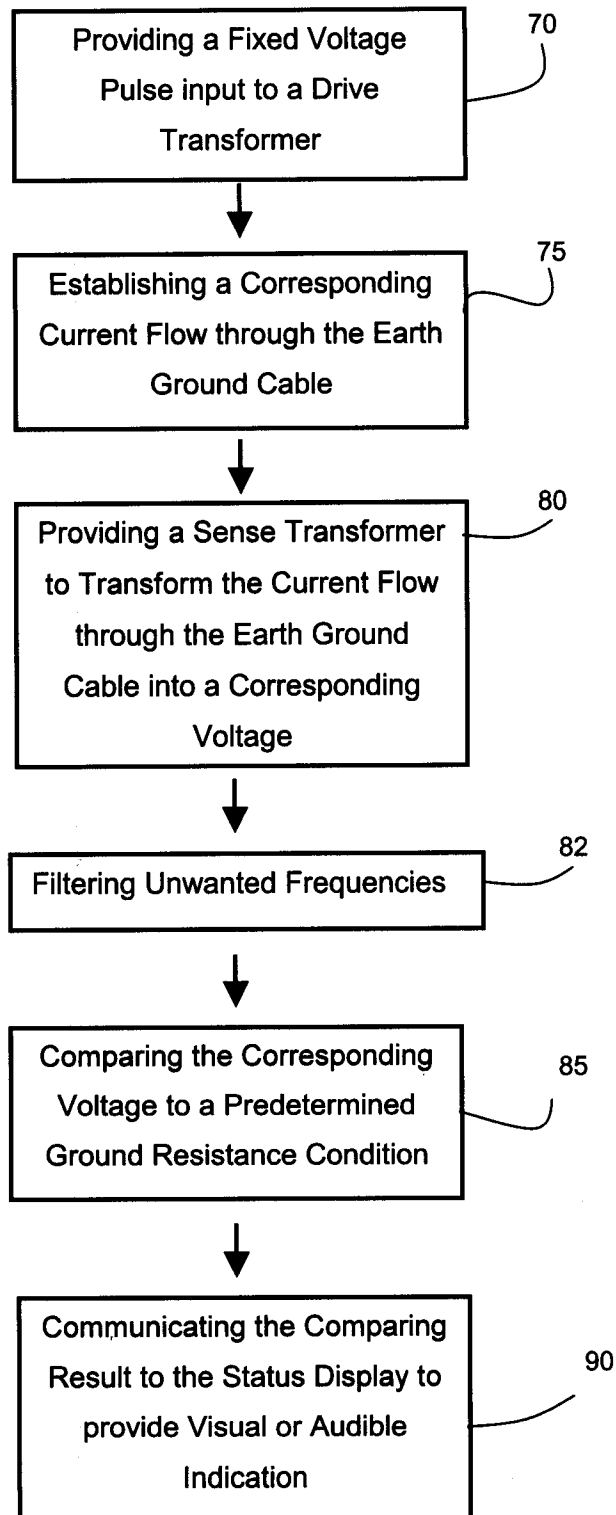 Providing a Fixed Voltage
Pulse input to a Drive
Transformer
70
Establishing a Corresponding
Current Flow through the Earth
Ground Cable
75
Providing a Sense Transformer
to Transform the Current Flow
through the Earth Ground
Cable into a Corresponding
Voltage
80
Filtering Unwanted Frequencies
82
Comparing the Corresponding
Voltage to a Predetermined
Ground Resistance Condition
85
Communicating the Comparing
Result to the Status Display to
provide Visual or Audible
Indication
90